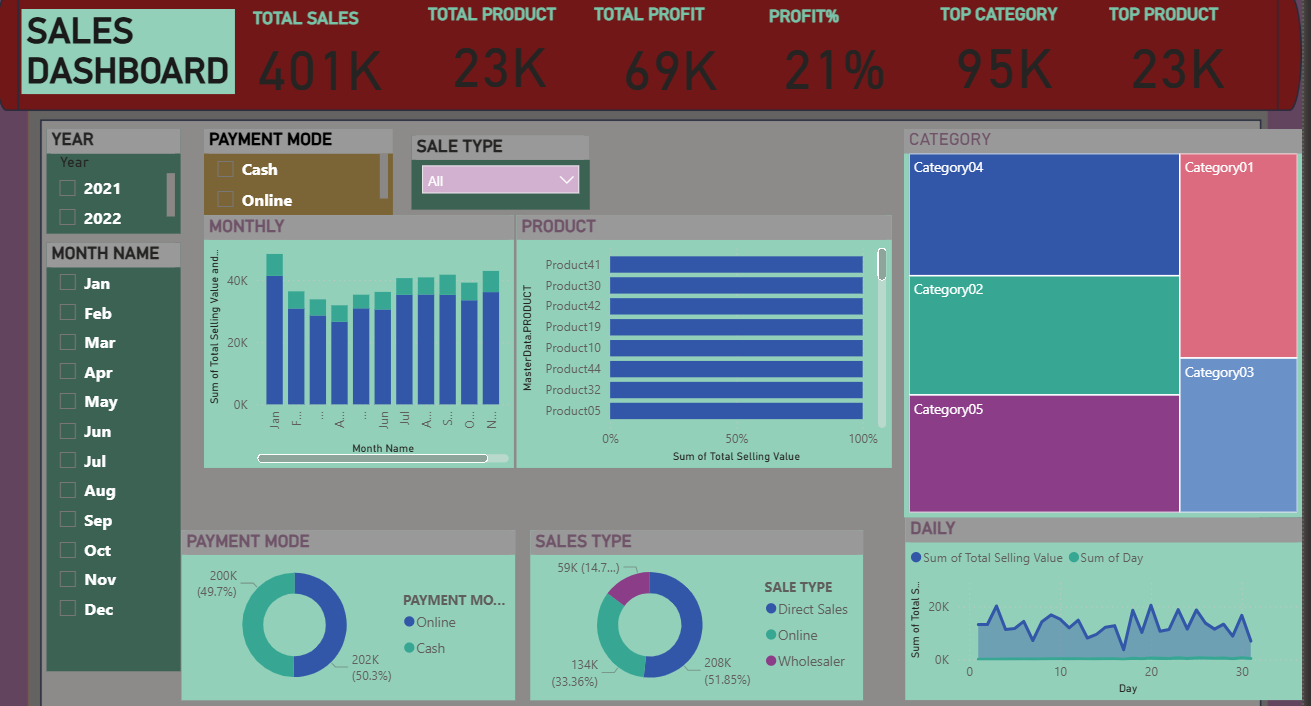 SALES
DASHBOARD
TOTAL SALES
401K
TOTAL PRODUCT
23K
TOTAL PROFIT
69K
PROFIT%
21%
TOP CATEGORY
95K
TOP PRODUCT
23K
YEAR
Year
2021
2022
MONTH NAME
Jan
Feb
Mar
Apr
May
Jun
Jul
Aug
Sep
Oct
Nov
Dec
PAYMENT MODE
Cash
Online
SALE TYPE
All
MONTHLY
Sum of Total Selling Value and...
40K
20K
0K
Jan
F...
...
A...
...
Jun
Jul
A...
S...
O...
N...
Month Name
PRODUCT
MasterData.PRODUCT
Product41
Product30
Product42
Product19
Product10
Product44
Product32
Product05
0% 50% 100%
Sum of Total Selling Value
CATEGORY
Category04
Category01
Category02
Category03
Category05
PAYMENT MODE
200K
(49.7%)
202K
(50.3%)
PAYMENT MO...
Online
Cash
SALES TYPE
59K (14.7...)
134K
(33.36%)
208K
(51.85%)
SALE TYPE
Direct Sales
Online
Wholesaler
DAILY
Sum of Total Selling Value Sum of Day
Sum of Total S...
20K
0K
0 10 20 30
Day